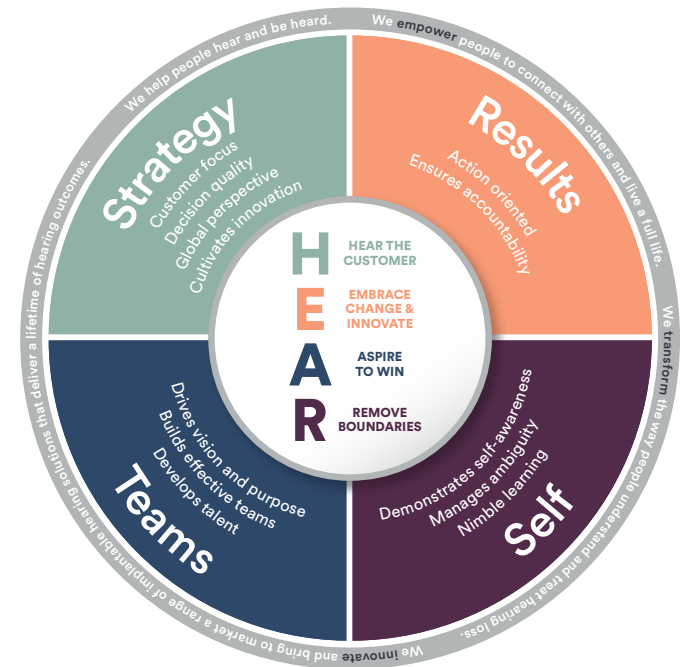 We help people hear and be heard.
We empower people to connect with others and live a full life.
We transform the way people understand and treat hearing loss.
We innovate and bring to market a range of implantable hearing solutions that deliver a lifetime of hearing outcomes.
Strategy
Customer focus
Decision quality
Global perspective
Cultivates innovation
Results
Action oriented
Ensures accountability
H
HEAR THE
CUSTOMER
E
EMBRACE
CHANGE &
INNOVATE
A
ASPIRE
TO WIN
R
REMOVE
BOUNDARIES
Drives vision and purpose
Builds effective teams
Develops talent
Teams
Demonstrates self-awareness
Manages ambiguity
Nimble learning
Self